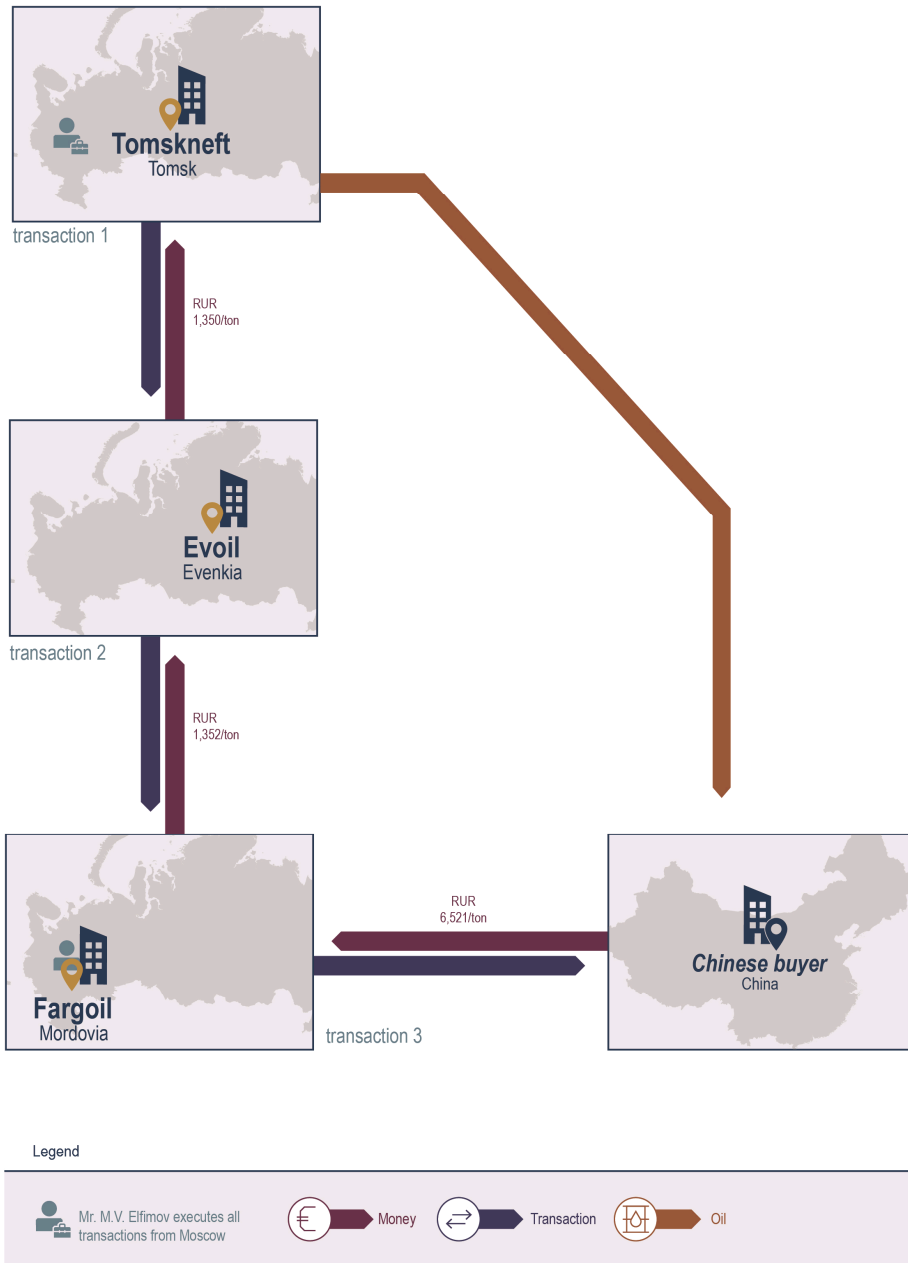 Tomskneft
Tomsk
transaction 1
RUR
1,350/ton
Evoil
Evenkia
transaction 2
RUR
1,352/ton
Fargoil
Mordovia
RUR
6,521/ton
Chinese buyer
China
transaction 3
Legend
Mr. M.V. Elfimov executes all
transactions from Moscow
Money
Transaction
Oil